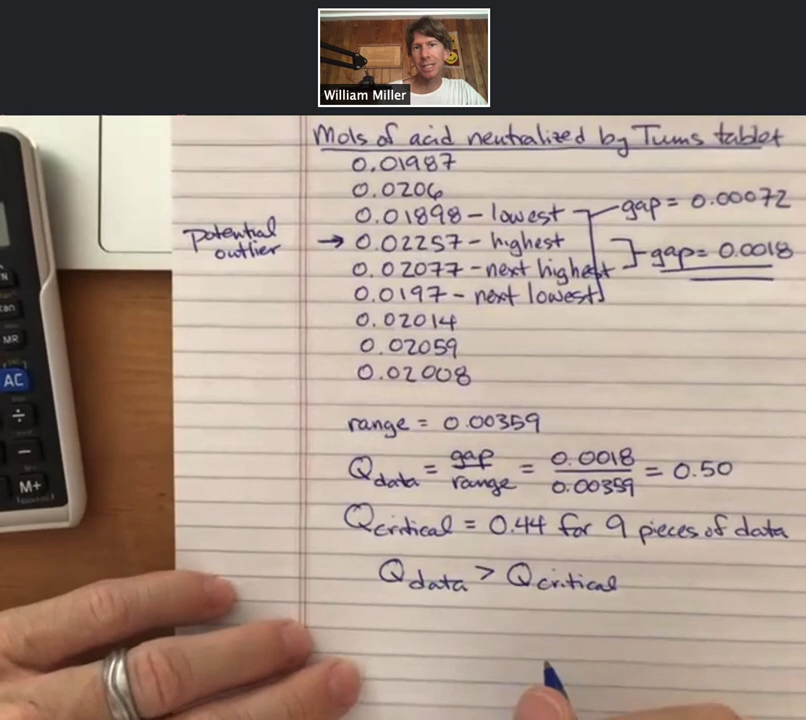 William Miller
Mols of acid neutralized by Tums tablet
0.01987
0.0206
0.01898 - lowest gap = 0.00072
potential outlier → 0.02257 - highest
0.02077 - next highest gap = 0.0018
0.0197 - next lowest
0.02014
0.02059
0.02008
range = 0.00359
Qdata = gap/range = 0.0018/0.00359 = 0.50
Qcritical = 0.44 for 9 pieces of data
Qdata > Qcritical
MR
AC
÷
−
M+